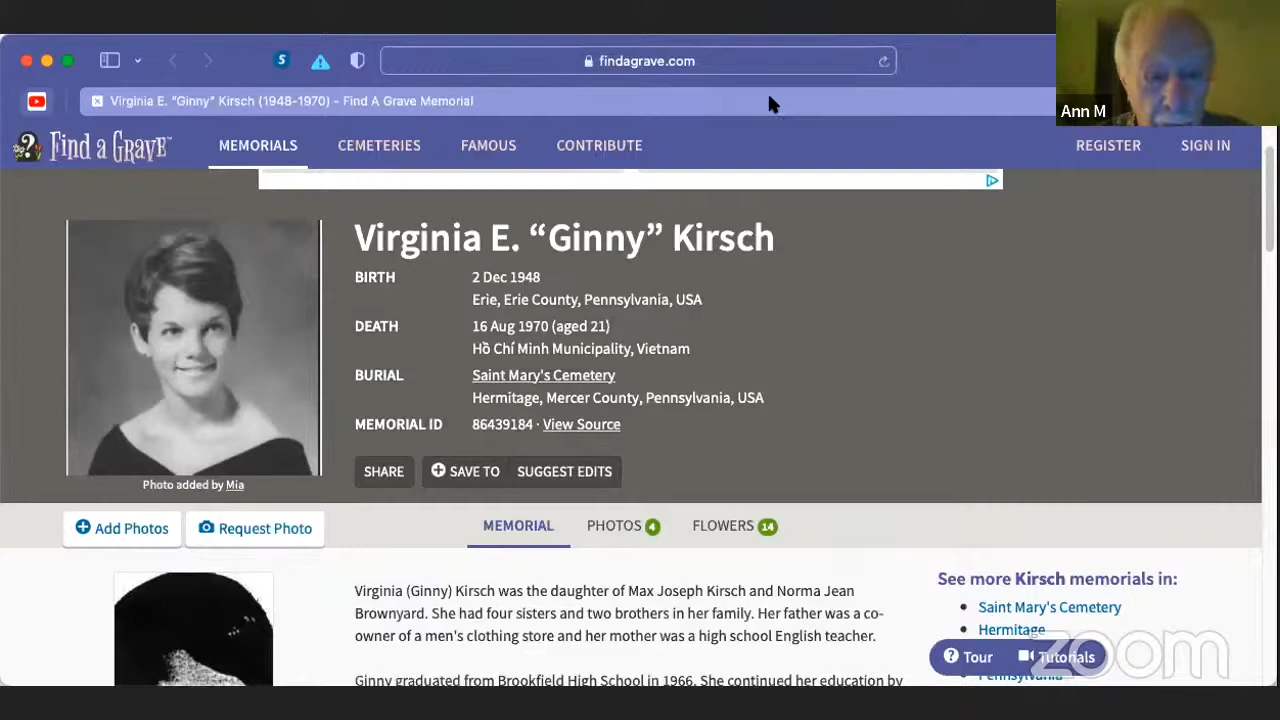 findagrave.com
Virginia E. "Ginny" Kirsch (1948-1970) - Find A Grave Memorial
Ann M
Find a Grave™
MEMORIALS
CEMETERIES
FAMOUS
CONTRIBUTE
REGISTER
SIGN IN
Virginia E. “Ginny” Kirsch
BIRTH 2 Dec 1948
Erie, Erie County, Pennsylvania, USA
DEATH 16 Aug 1970 (aged 21)
Hồ Chí Minh Municipality, Vietnam
BURIAL Saint Mary's Cemetery
Hermitage, Mercer County, Pennsylvania, USA
MEMORIAL ID 86439184 · View Source
SHARE
SAVE TO
SUGGEST EDITS
Photo added by Mia
Add Photos
Request Photo
MEMORIAL
PHOTOS 4
FLOWERS 14
Virginia (Ginny) Kirsch was the daughter of Max Joseph Kirsch and Norma Jean
Brownyard. She had four sisters and two brothers in her family. Her father was a co-
owner of a men's clothing store and her mother was a high school English teacher.
Ginny graduated from Brookfield High School in 1966. She continued her education by
See more Kirsch memorials in:
Saint Mary's Cemetery
Hermitage
Pennsylvania
Tour
Tutorials
zoom